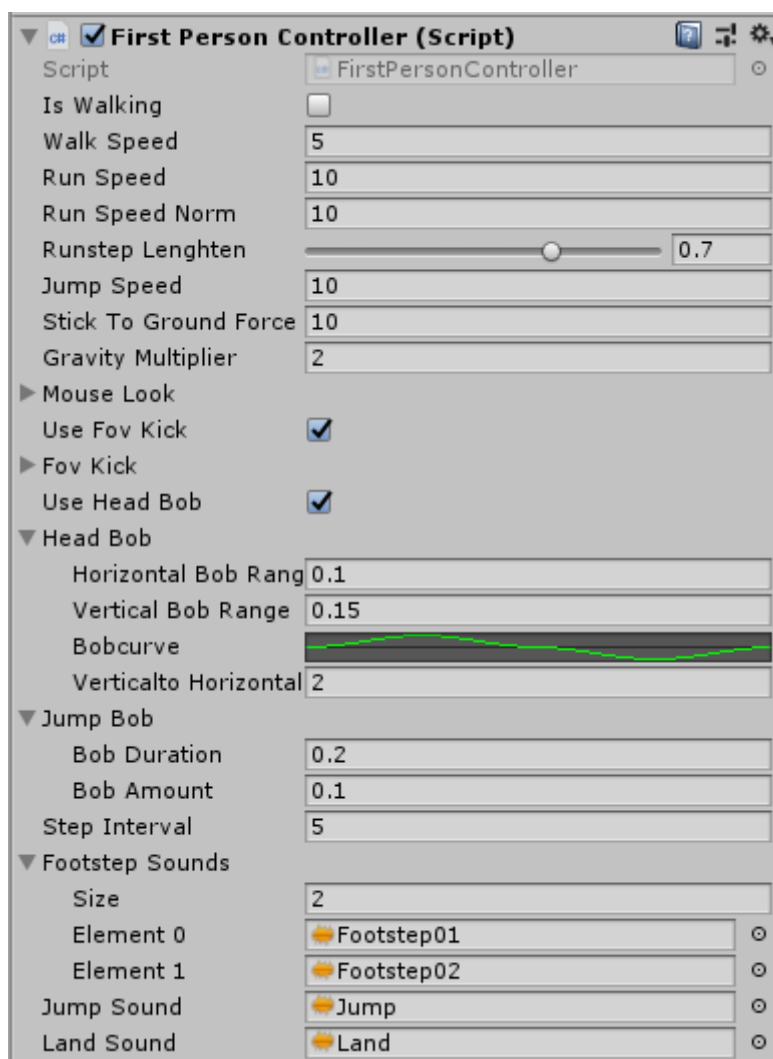 First Person Controller (Script)
Script FirstPersonController
Is Walking
Walk Speed 5
Run Speed 10
Run Speed Norm 10
Runstep Lenghten 0.7
Jump Speed 10
Stick To Ground Force 10
Gravity Multiplier 2
Mouse Look
Use Fov Kick
Fov Kick
Use Head Bob
Head Bob
Horizontal Bob Rang 0.1
Vertical Bob Range 0.15
Bobcurve
Verticalto Horizontal 2
Jump Bob
Bob Duration 0.2
Bob Amount 0.1
Step Interval 5
Footstep Sounds
Size 2
Element 0 Footstep01
Element 1 Footstep02
Jump Sound Jump
Land Sound Land